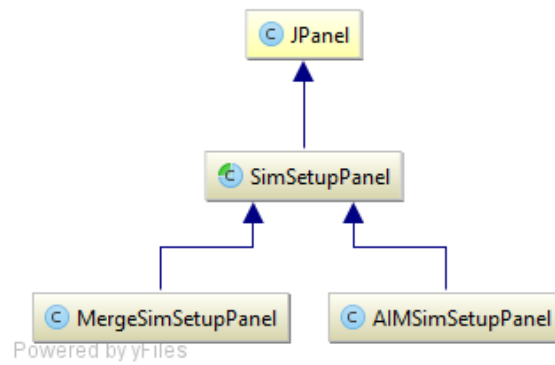 C JPanel
C SimSetupPanel
C MergeSimSetupPanel
C AIMSimSetupPanel
Powered by yFiles